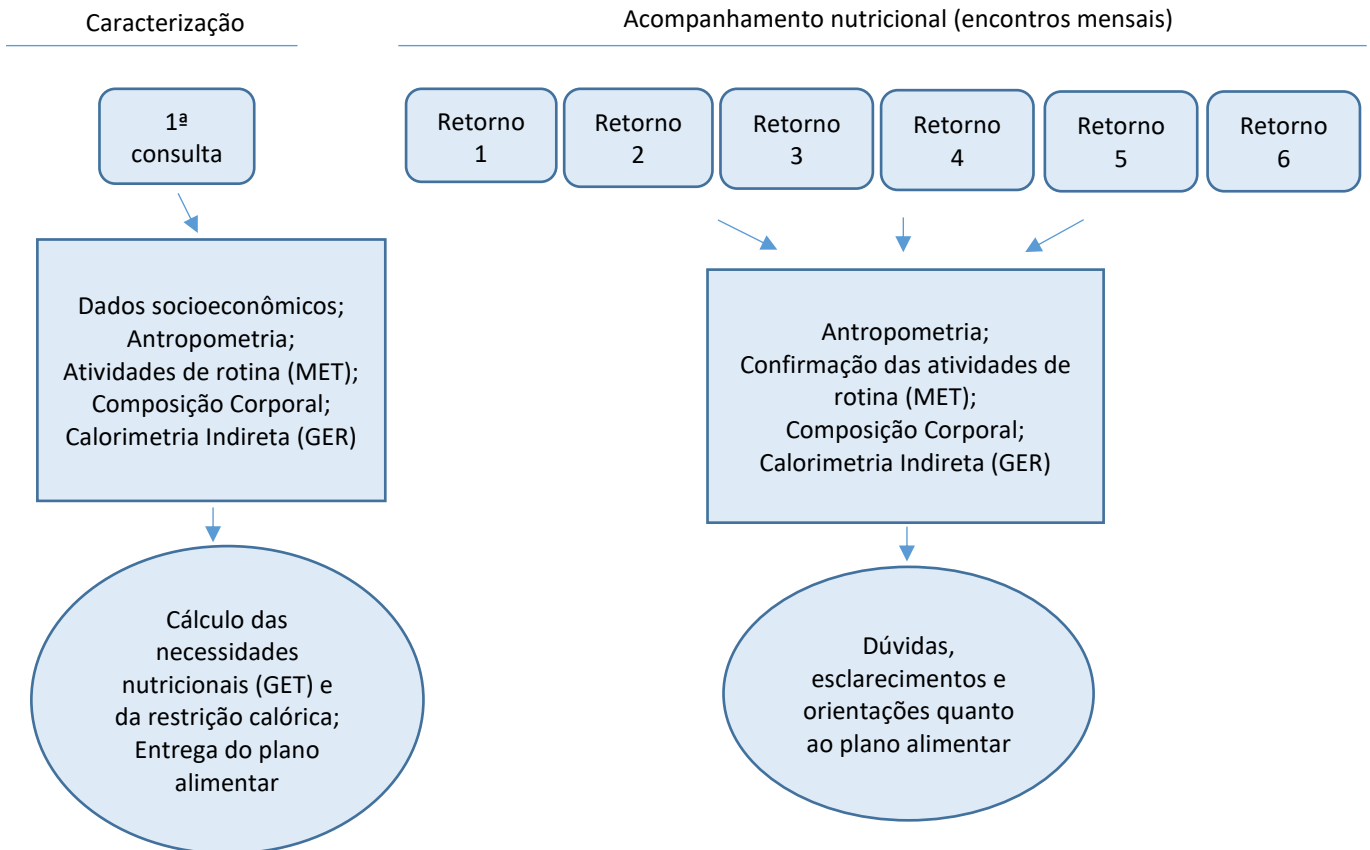 Caracterização
Acompanhamento nutricional (encontros mensais)
1ª
consulta
Retorno
1
Retorno
2
Retorno
3
Retorno
4
Retorno
5
Retorno
6
Dados socioeconômicos;
Antropometria;
Atividades de rotina (MET);
Composição Corporal;
Calorimetria Indireta (GER)
Antropometria;
Confirmação das atividades de
rotina (MET);
Composição Corporal;
Calorimetria Indireta (GER)
Cálculo das
necessidades
nutricionais (GET) e
da restrição calórica;
Entrega do plano
alimentar
Dúvidas,
esclarecimentos e
orientações quanto
ao plano alimentar